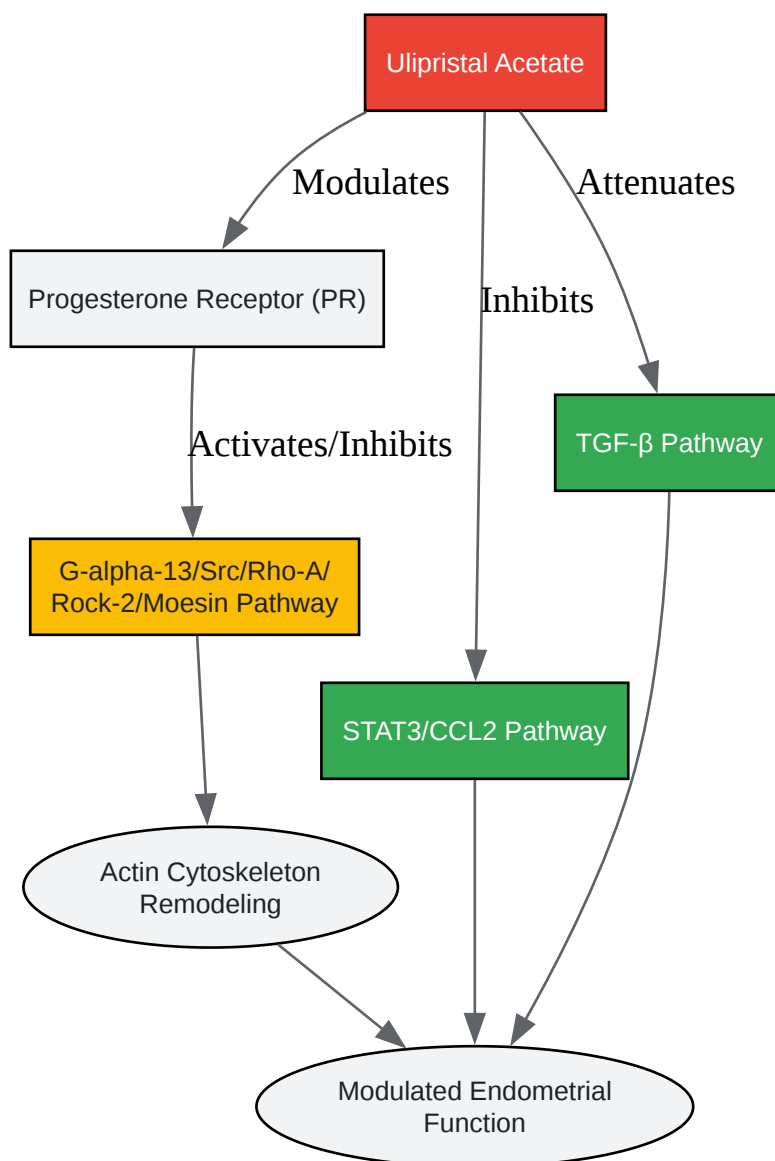 Ulipristal Acetate
Modulates
Attenuates
Progesterone Receptor (PR)
Inhibits
Activates/Inhibits
TGF-β Pathway
G-alpha-13/Src/Rho-A/
Rock-2/Moesin Pathway
STAT3/CCL2 Pathway
Actin Cytoskeleton
Remodeling
Modulated Endometrial
Function